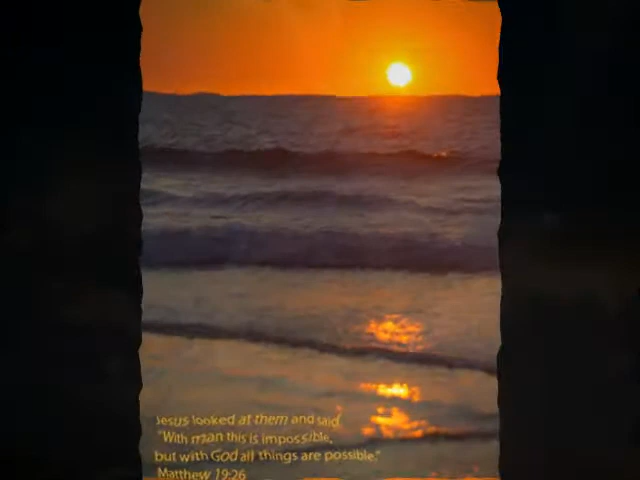 Jesus looked at them and said
"With man this is impossible,
but with God all things are possible."
Matthew 19:26